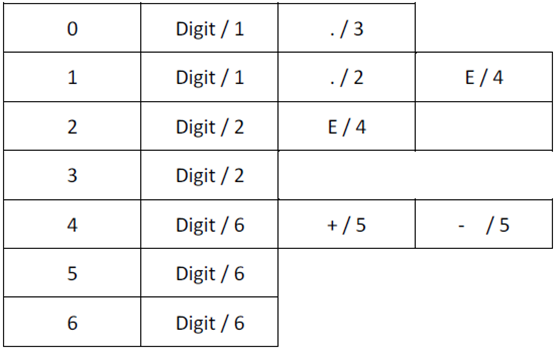 0 Digit / 1 . / 3
1 Digit / 1 . / 2 E / 4
2 Digit / 2 E / 4
3 Digit / 2
4 Digit / 6 + / 5 - / 5
5 Digit / 6
6 Digit / 6